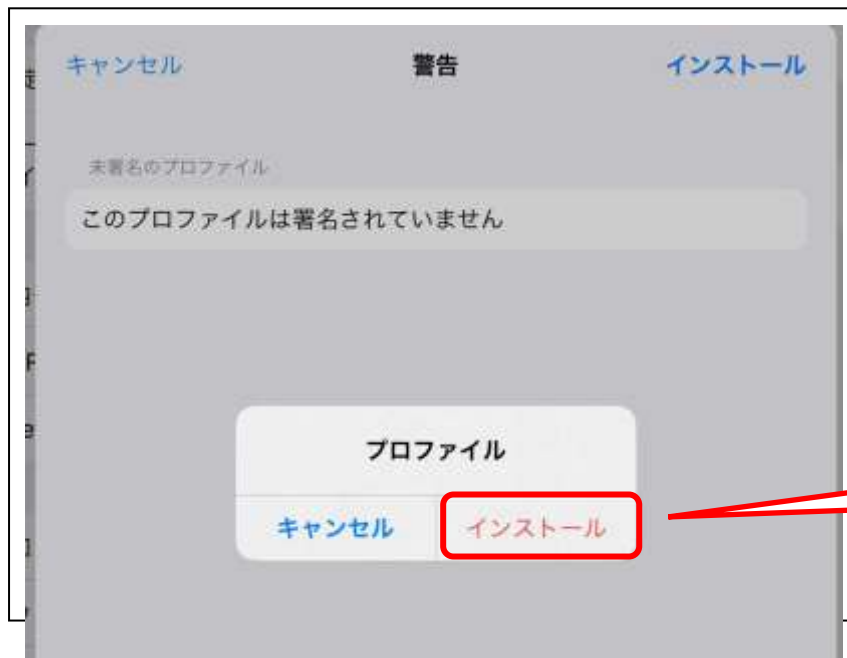 キャンセル 警告 インストール
未署名のプロファイル
このプロファイルは署名されていません
プロファイル
キャンセル インストール